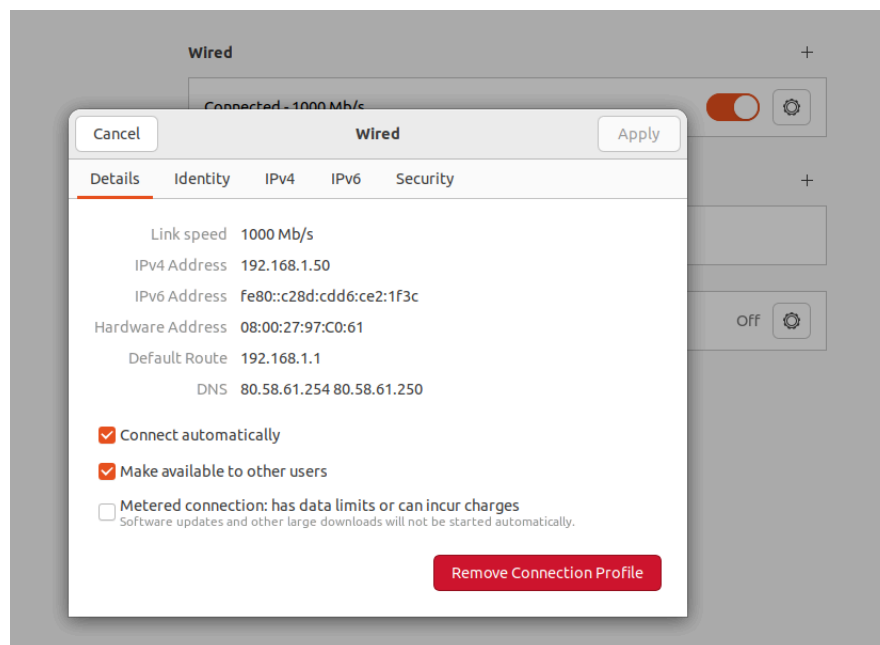 Wired
Connected - 1000 Mb/s
Cancel
Wired
Apply
Details Identity IPv4 IPv6 Security
Link speed 1000 Mb/s
IPv4 Address 192.168.1.50
IPv6 Address fe80::c28d:cdd6:ce2:1f3c
Hardware Address 08:00:27:97:C0:61
Default Route 192.168.1.1
DNS 80.58.61.254 80.58.61.250
Connect automatically
Make available to other users
Metered connection: has data limits or can incur charges
Software updates and other large downloads will not be started automatically.
Off
Remove Connection Profile